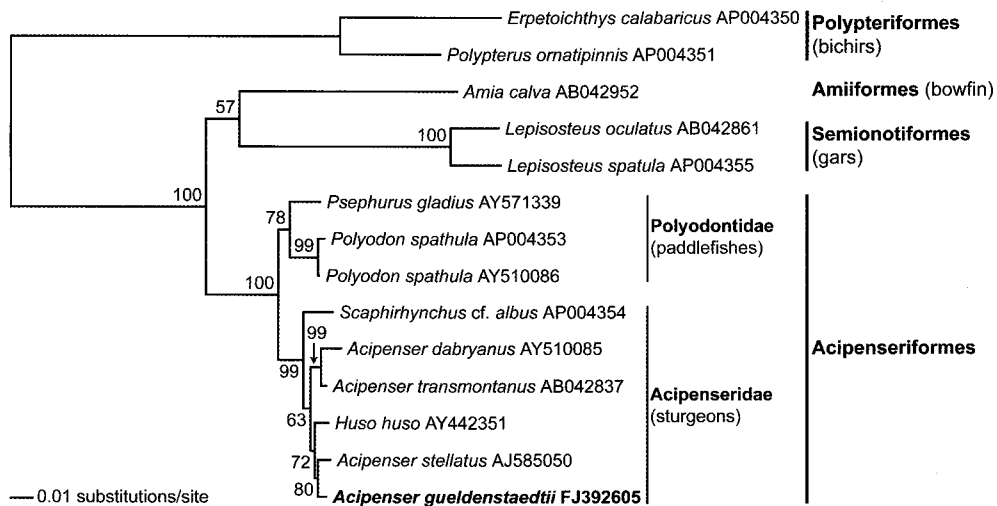 Erpetoichthys calabaricus AP004350
Polypterus ornatipinnis AP004351
Polypteriformes
(bichirs)
57
Amia calva AB042952
Amiiformes (bowfin)
100
Lepisosteus oculatus AB042861
Lepisosteus spatula AP004355
Semionotiformes
(gars)
100
78
Psephurus gladius AY571339
99
Polyodon spathula AP004353
Polyodon spathula AY510086
Polyodontidae
(paddlefishes)
100
Scaphirhynchus cf. albus AP004354
99
Acipenser dabryanus AY510085
Acipenser transmontanus AB042837
99
63
Huso huso AY442351
72
Acipenser stellatus AJ585050
80
Acipenser gueldenstaedtii FJ392605
Acipenseridae
(sturgeons)
Acipenseriformes
0.01 substitutions/site